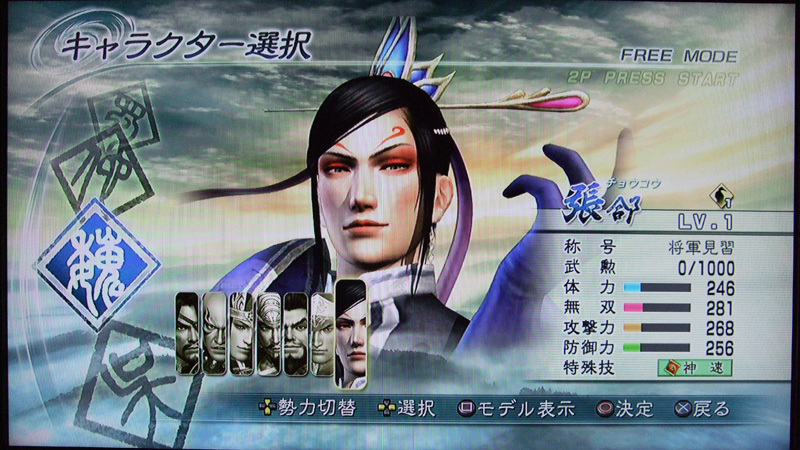 キャラクター選択
FREE MODE
2P PRESS START
魏
呉
チョウコウ
張郃
LV.1
称号 将軍見習
武勲 0/1000
体力 246
無双 281
攻撃力 268
防御力 256
特殊技 神速
勢力切替 選択 モデル表示 決定 戻る